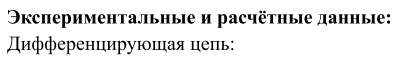 Экспериментальные и расчётные данные:
Дифференцирующая цепь: